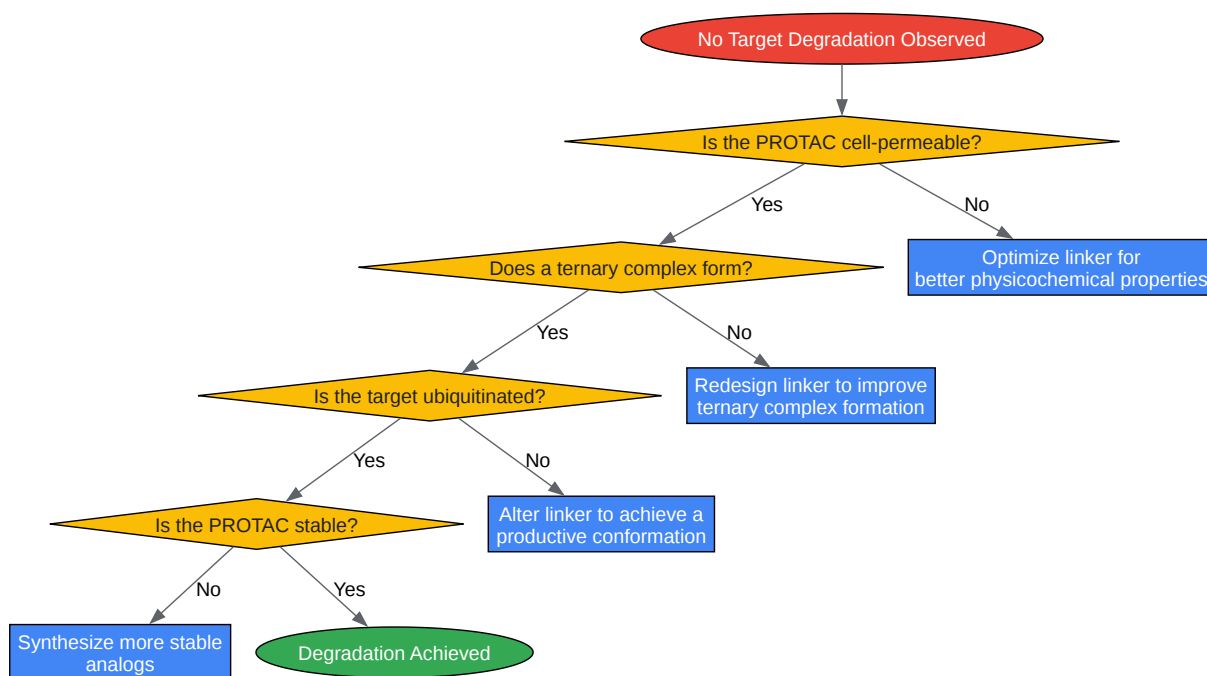 No Target Degradation Observed
Is the PROTAC cell-permeable?
Yes
No
Does a ternary complex form?
Optimize linker for
better physicochemical properties
Yes
No
Is the target ubiquitinated?
Redesign linker to improve
ternary complex formation
Yes
No
Is the PROTAC stable?
Alter linker to achieve a
productive conformation
No
Yes
Synthesize more stable
analogs
Degradation Achieved